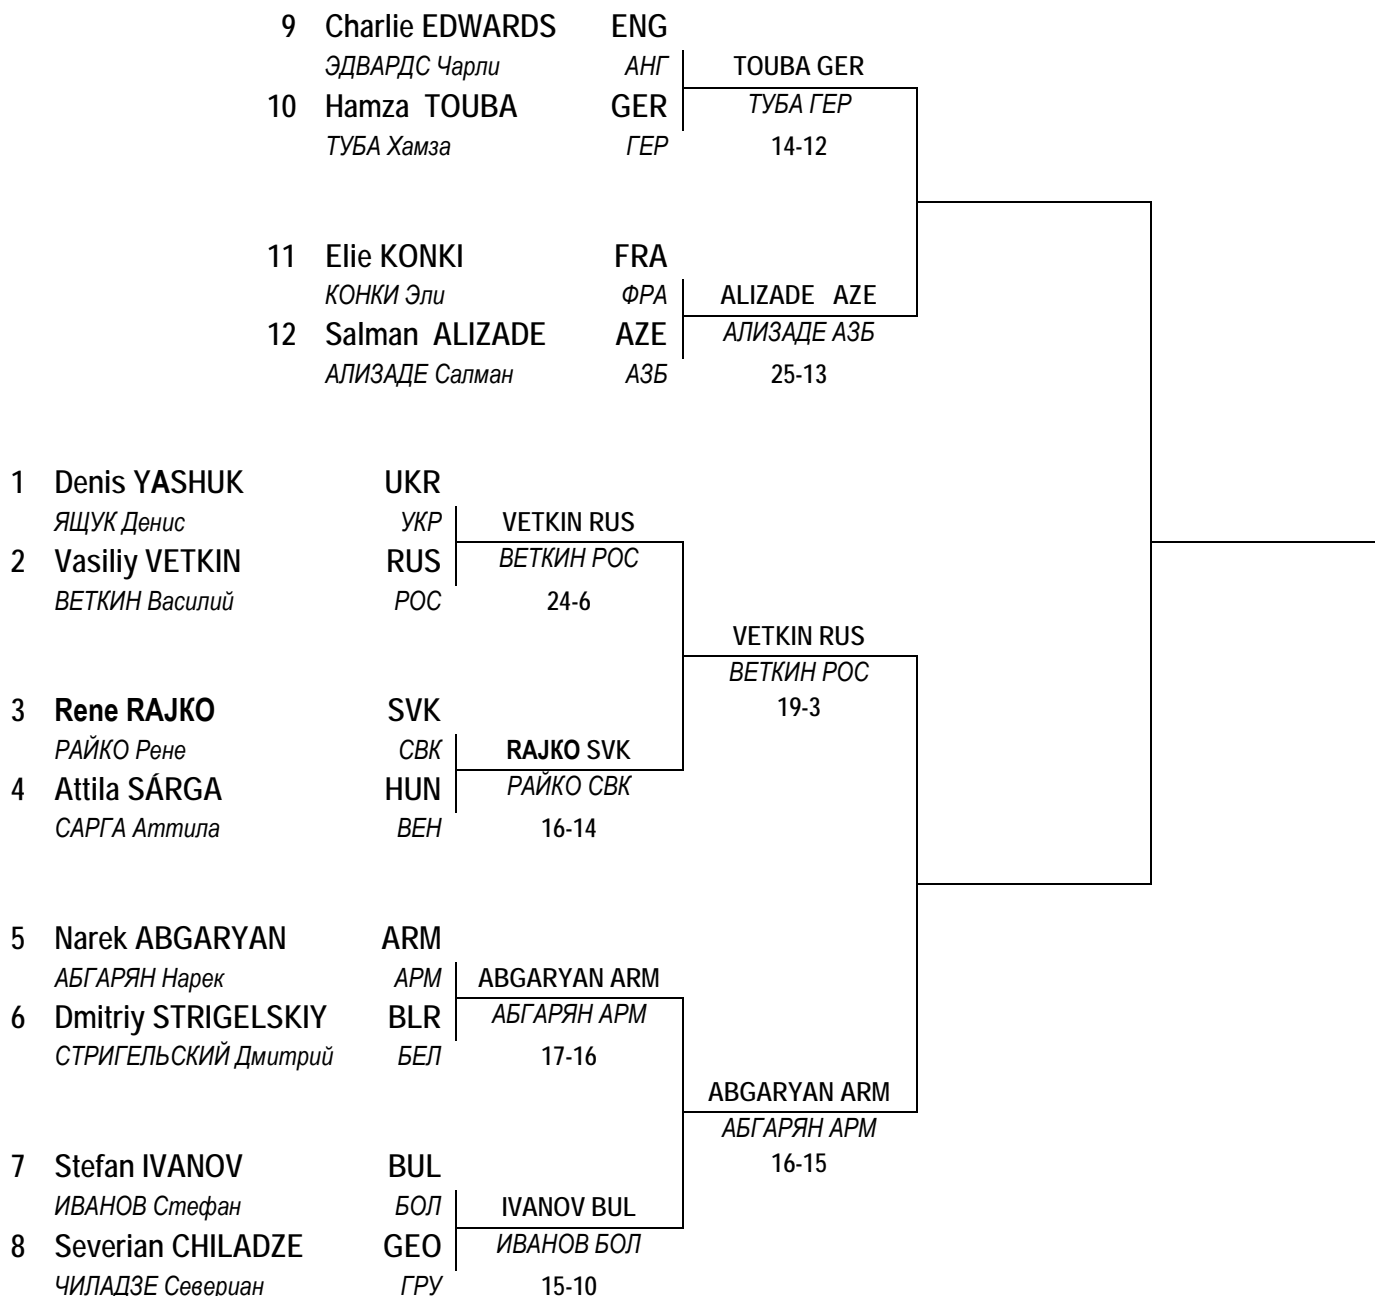 9 Charlie EDWARDS ENG
ЭДВАРДС Чарли АНГ TOUBA GER
10 Hamza TOUBA GER ТУБА ГЕР
ТУБА Хамза ГЕР 14-12
11 Elie KONKI FRA
КОНКИ Эли ФРА ALIZADE AZE
12 Salman ALIZADE AZE АЛИЗАДЕ АЗБ
АЛИЗАДЕ Салман АЗБ 25-13
1 Denis YASHUK UKR
ЯЩУК Денис УКР VETKIN RUS
2 Vasiliy VETKIN RUS ВЕТКИН РОС
ВЕТКИН Василий РОС 24-6
VETKIN RUS
ВЕТКИН РОС
3 Rene RAJKO SVK 19-3
РАЙКО Рене СВК RAJKO SVK
4 Attila SÁRGA HUN РАЙКО СВК
САРГА Аттила ВЕН 16-14
5 Narek ABGARYAN ARM
АБГАРЯН Нарек АРМ ABGARYAN ARM
6 Dmitriy STRIGELSKIY BLR АБГАРЯН АРМ
СТРИГЕЛЬСКИЙ Дмитрий БЕЛ 17-16
ABGARYAN ARM
АБГАРЯН АРМ
7 Stefan IVANOV BUL 16-15
ИВАНОВ Стефан БОЛ IVANOV BUL
8 Severian CHILADZE GEO ИВАНОВ БОЛ
ЧИЛАДЗЕ Севериан ГРУ 15-10